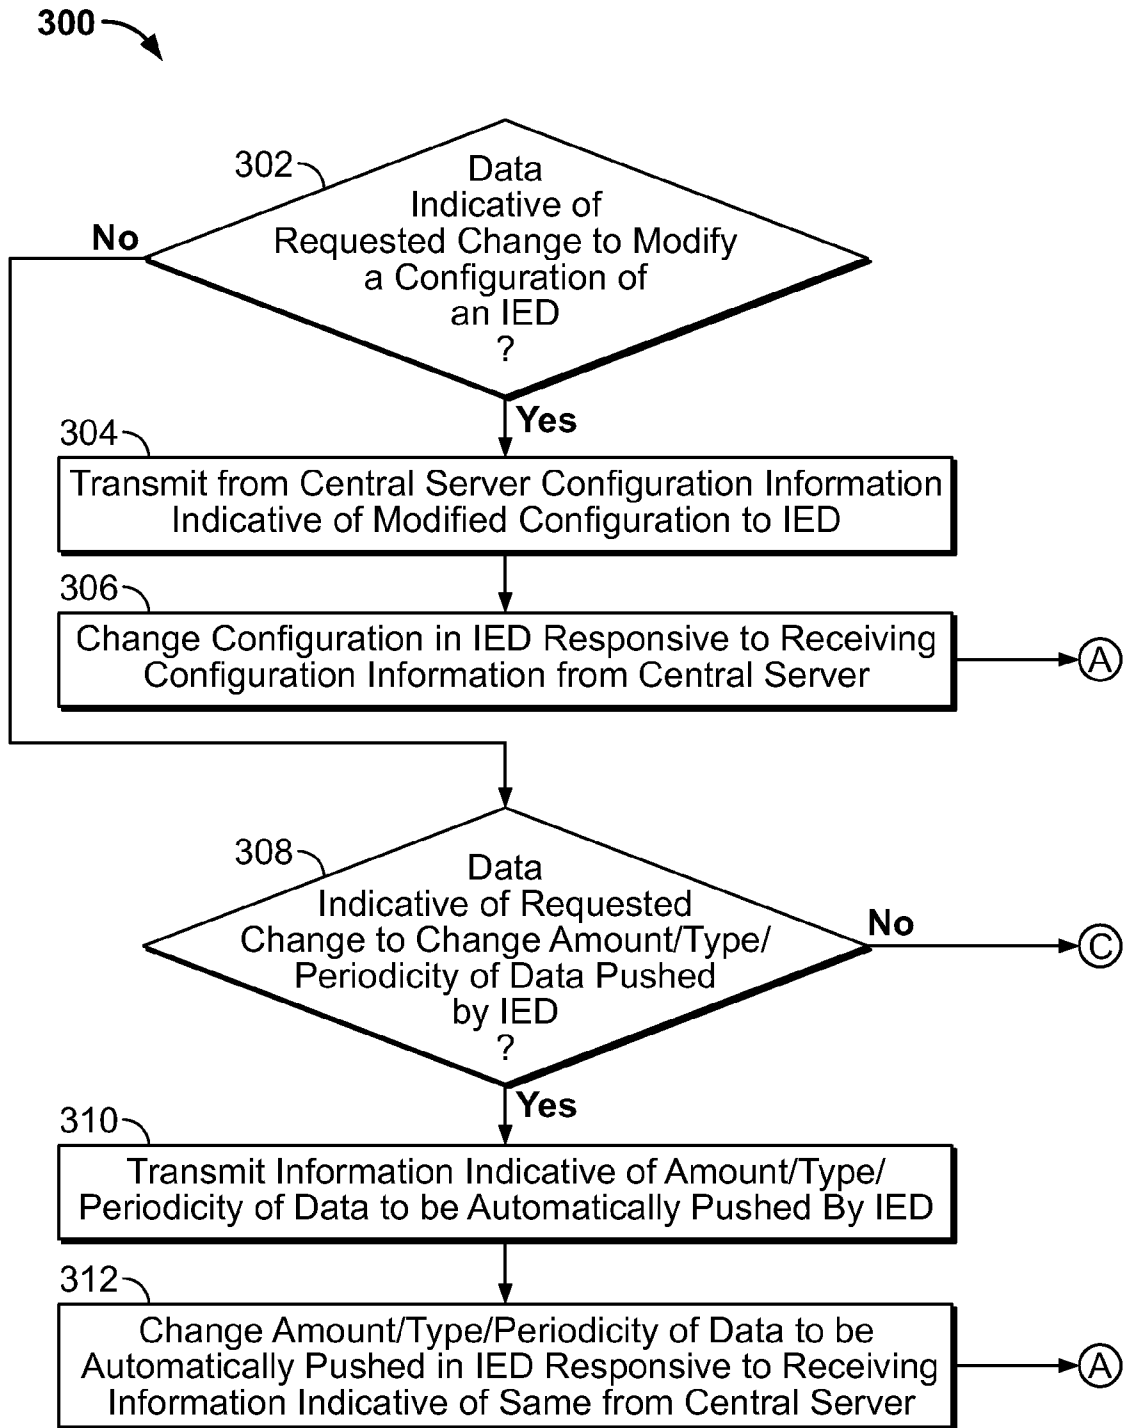 300
302
Data
Indicative of
Requested Change to Modify
a Configuration of
an IED
?
No
Yes
304
Transmit from Central Server Configuration Information
Indicative of Modified Configuration to IED
306
Change Configuration in IED Responsive to Receiving
Configuration Information from Central Server
A
308
Data
Indicative of Requested
Change to Change Amount/Type/
Periodicity of Data Pushed
by IED
?
No
C
Yes
310
Transmit Information Indicative of Amount/Type/
Periodicity of Data to be Automatically Pushed By IED
312
Change Amount/Type/Periodicity of Data to be
Automatically Pushed in IED Responsive to Receiving
Information Indicative of Same from Central Server
A